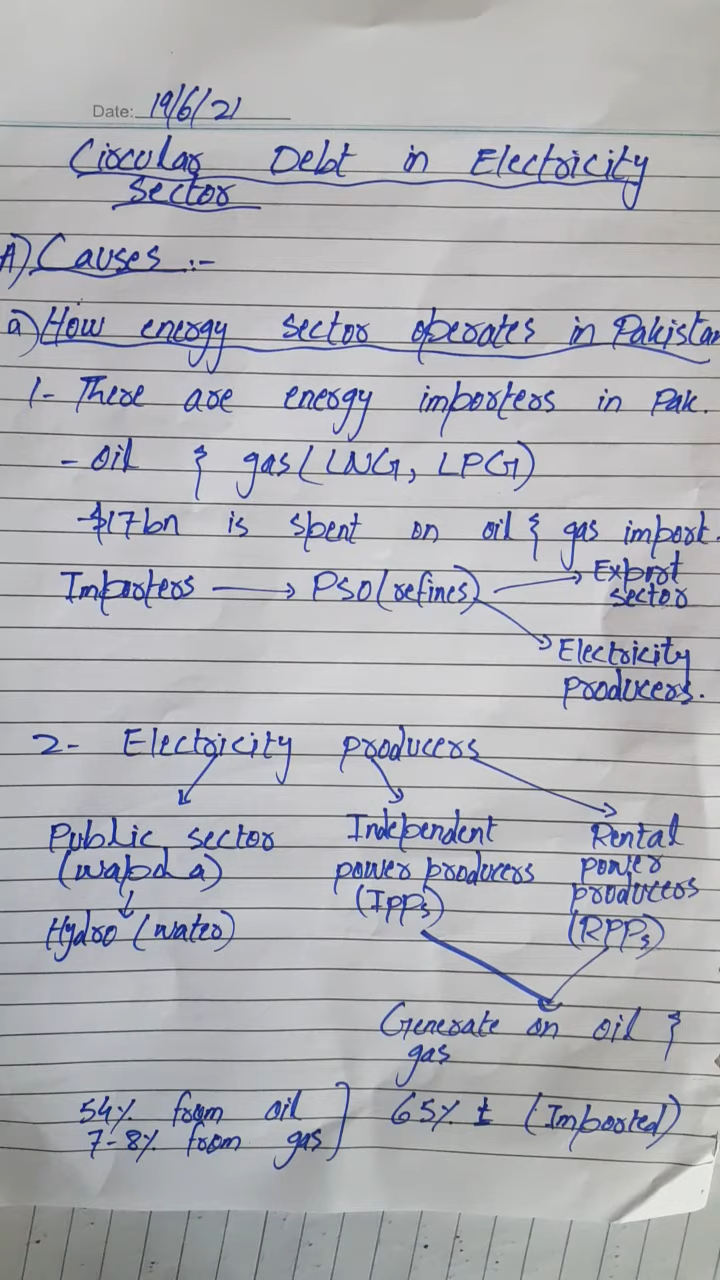 Date: 19/6/21
Circular Debt in Electricity
Sector
A) Causes :-
a) How energy sector operates in Pakistan
1- There are energy importers in Pak.
- Oil & gas (LNG, LPG)
- $17bn is spent on oil & gas import.
Importers → PSO (refines) → Export
sector
→ Electricity
producers.
2- Electricity producers
Public sector
(wapda)
↓
Hydro (water)
Independent
power producers
(IPPs)
Rental
power
producers
(RPPs)
Generate on oil &
gas
54% from oil
7-8% from gas
] 65% ± (Imported)